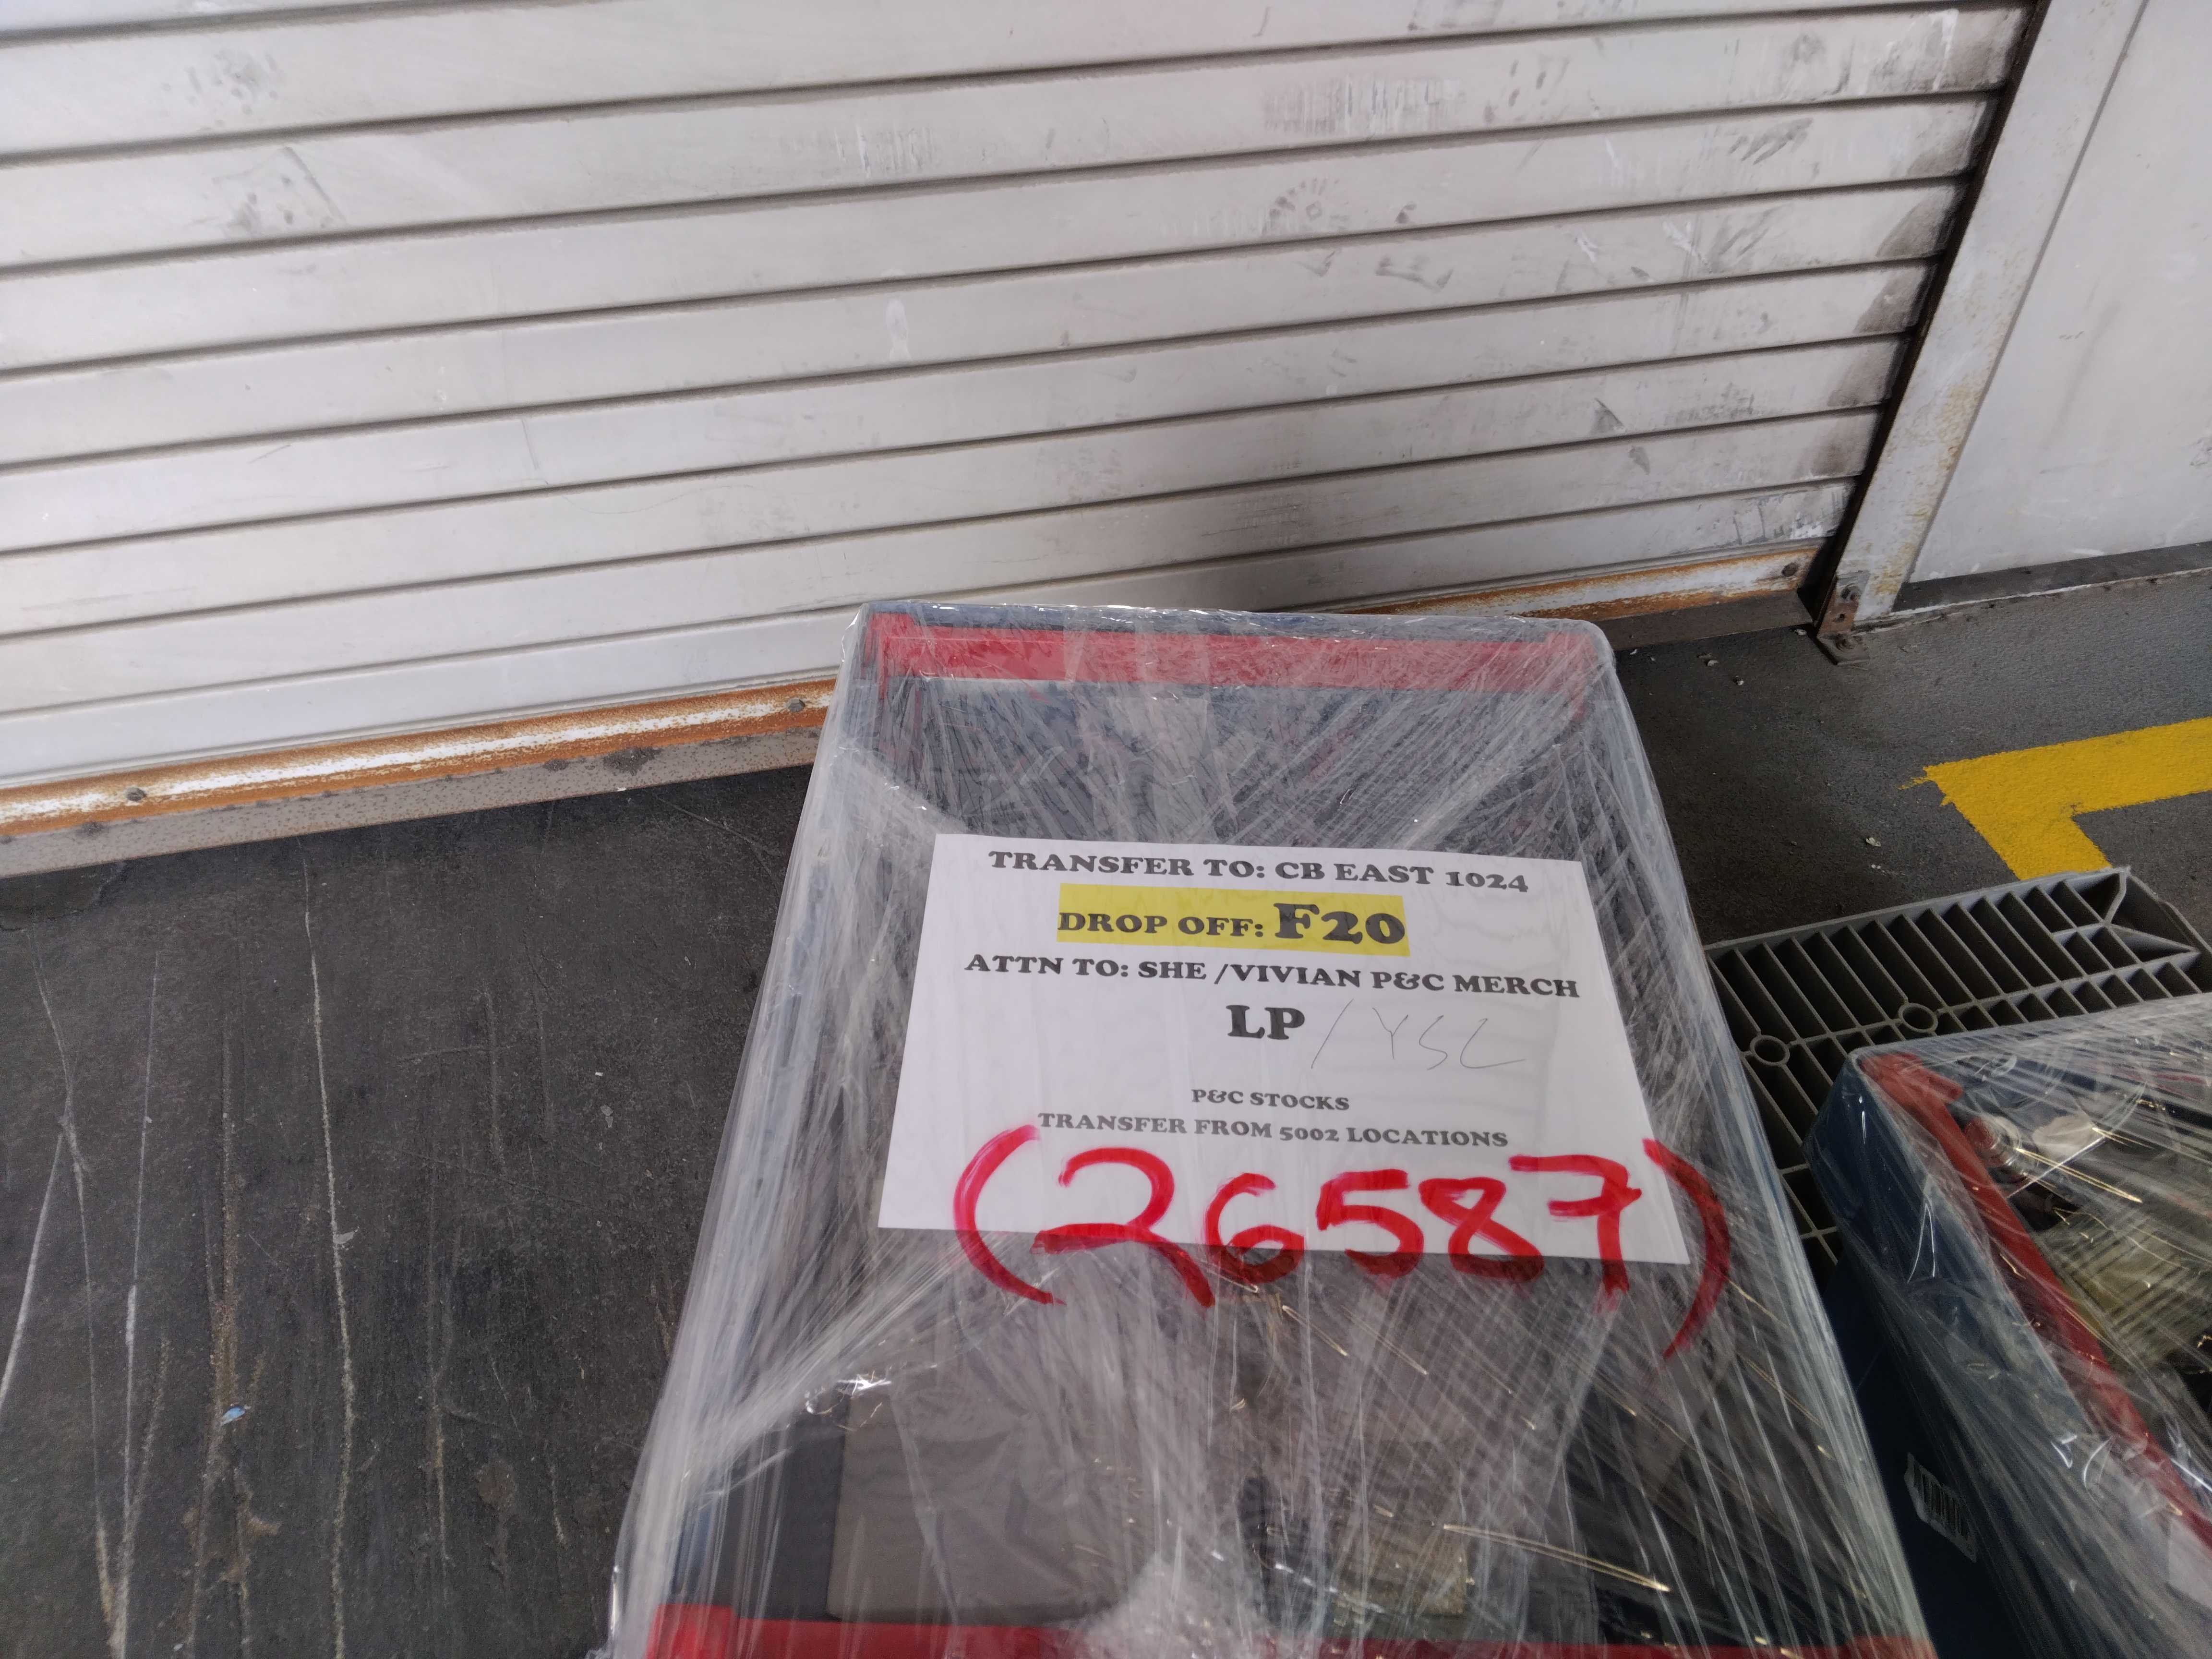 TRANSFER TO: CB EAST 1024
DROP OFF: F20
ATTN TO: SHE /VIVIAN P&C MERCH
LP /YSL
P&C STOCKS
TRANSFER FROM 5002 LOCATIONS
(26587)